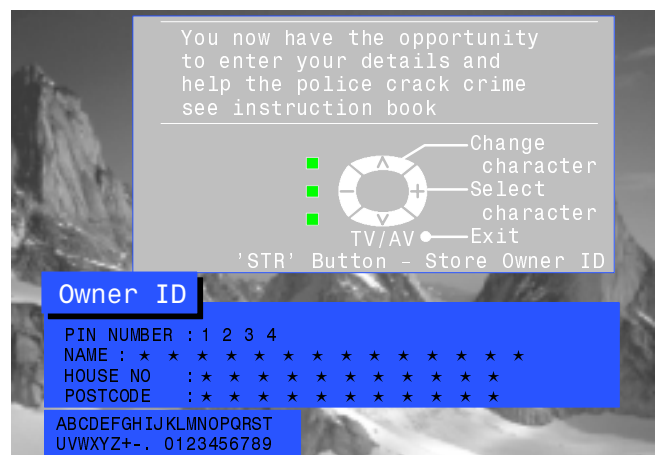 You now have the opportunity
to enter your details and
help the police crack crime
see instruction book
Change
character
Select
character
TV/AV
Exit
'STR' Button – Store Owner ID
Owner ID
PIN NUMBER : 1 2 3 4
NAME : ★ ★ ★ ★ ★ ★ ★ ★ ★ ★ ★ ★ ★ ★
HOUSE NO : ★ ★ ★ ★ ★ ★ ★ ★ ★ ★ ★
POSTCODE : ★ ★ ★ ★ ★ ★ ★ ★ ★ ★ ★
ABCDEFGHIJKLMNOPQRST
UVWXYZ+-. 0123456789